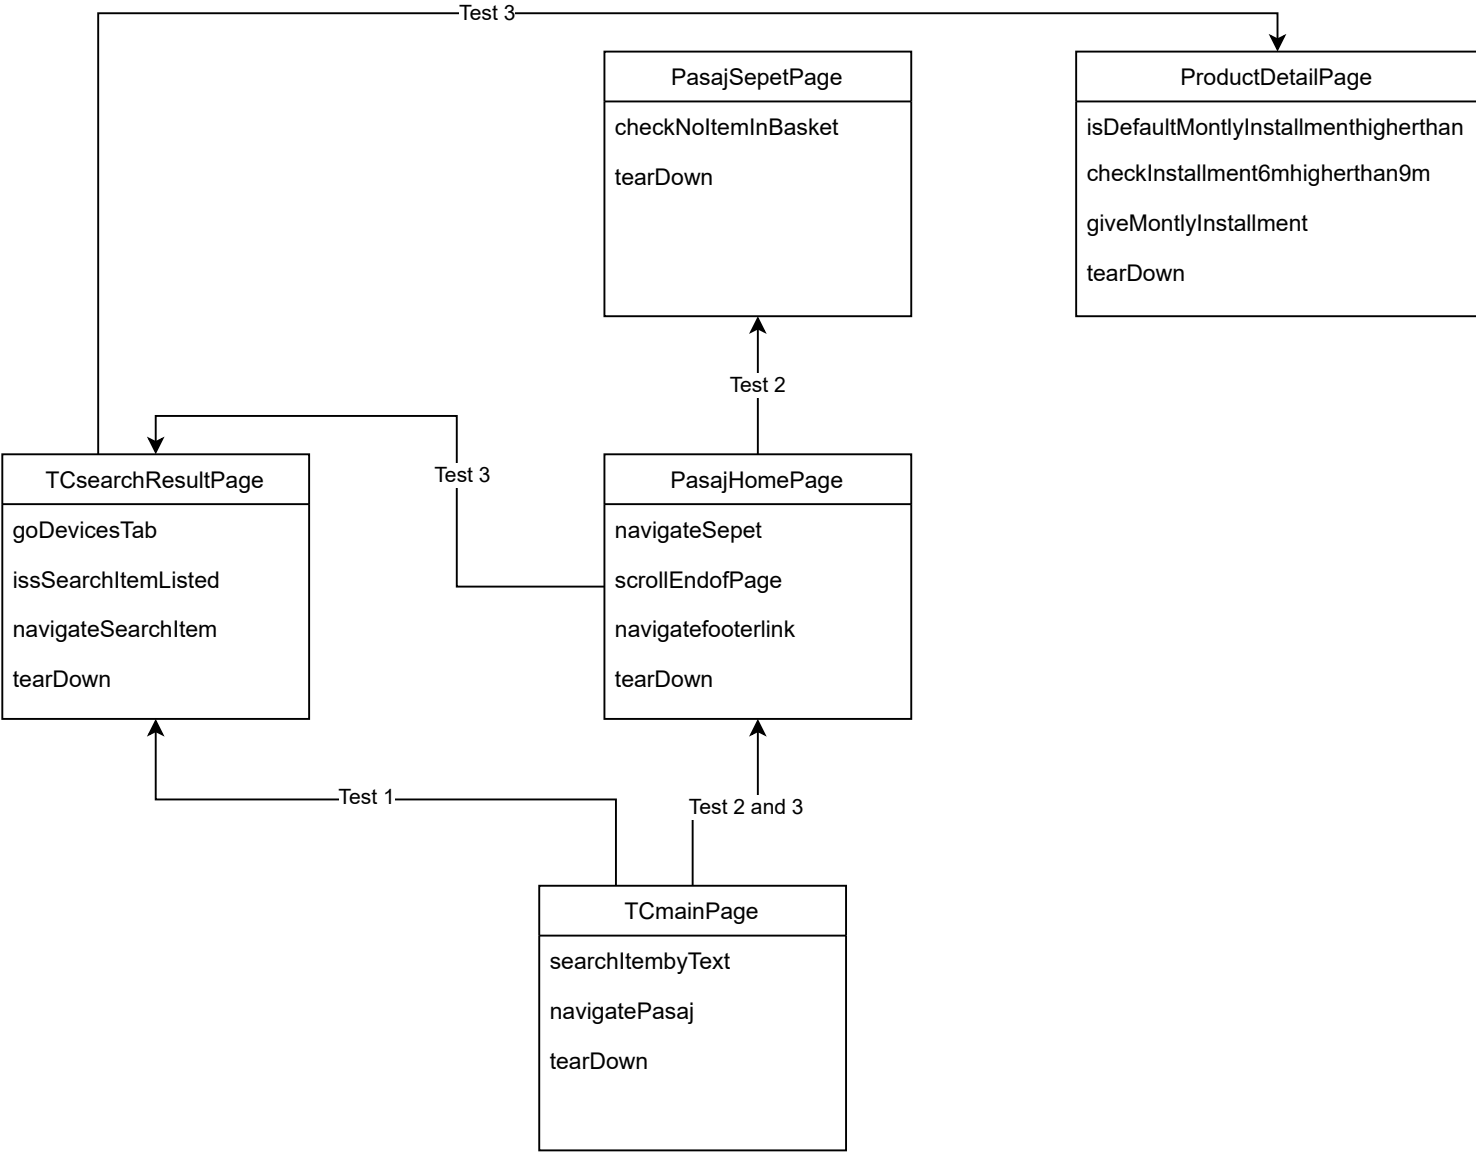 Test 3
PasajSepetPage
checkNoItemInBasket
tearDown
ProductDetailPage
isDefaultMontlyInstallmenthigherthan
checkInstallment6mhigherthan9m
giveMontlyInstallment
tearDown
Test 2
Test 3
TCsearchResultPage
goDevicesTab
issSearchItemListed
navigateSearchItem
tearDown
PasajHomePage
navigateSepet
scrollEndofPage
navigatefooterlink
tearDown
Test 1
Test 2 and 3
TCmainPage
searchItembyText
navigatePasaj
tearDown